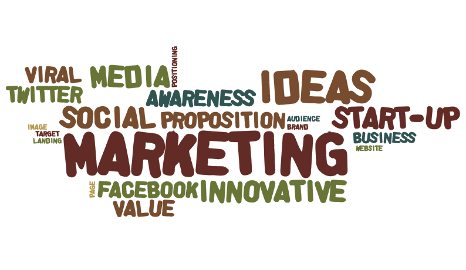 POSITIONING
VIRAL MEDIA IDEAS
TWITTER AWARENESS
SOCIAL PROPOSITION AUDIENCE START-UP
IMAGE BRAND
TARGET BUSINESS
LANDING MARKETING WEBSITE
PAGE FACEBOOK INNOVATIVE
VALUE